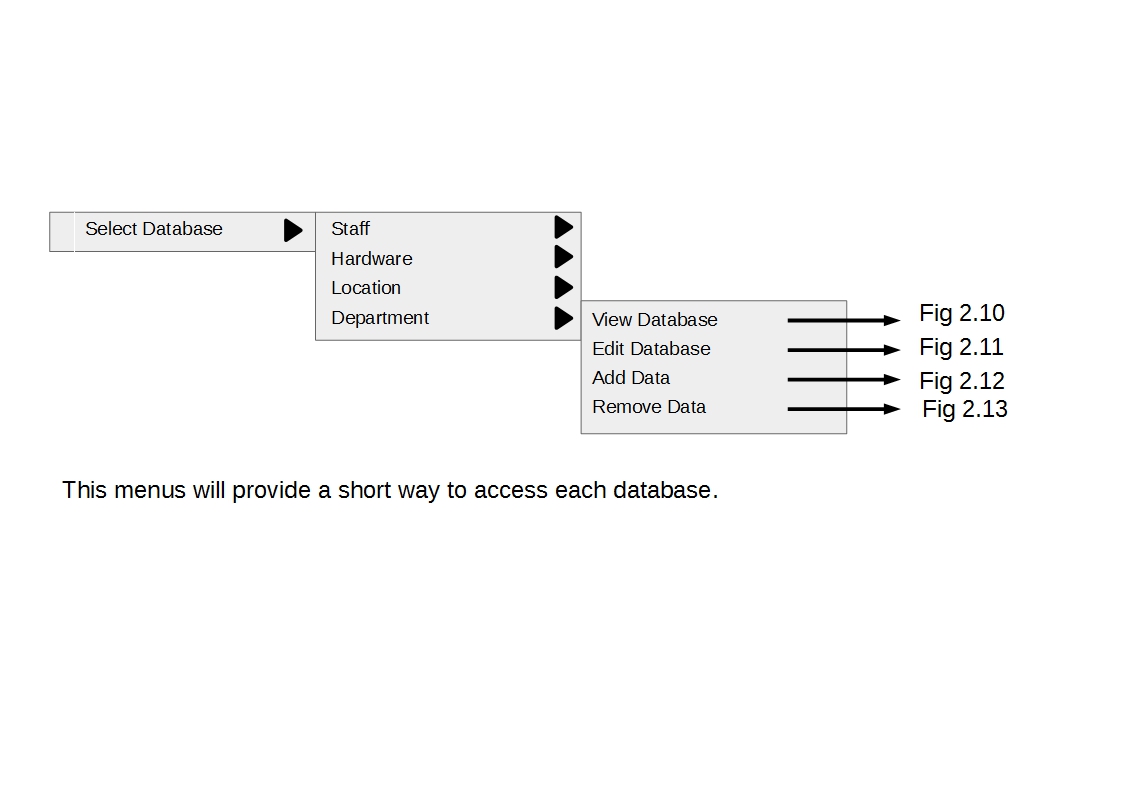 Select Database
Staff
Hardware
Location
Department
View Database
Edit Database
Add Data
Remove Data
Fig 2.10
Fig 2.11
Fig 2.12
Fig 2.13
This menus will provide a short way to access each database.